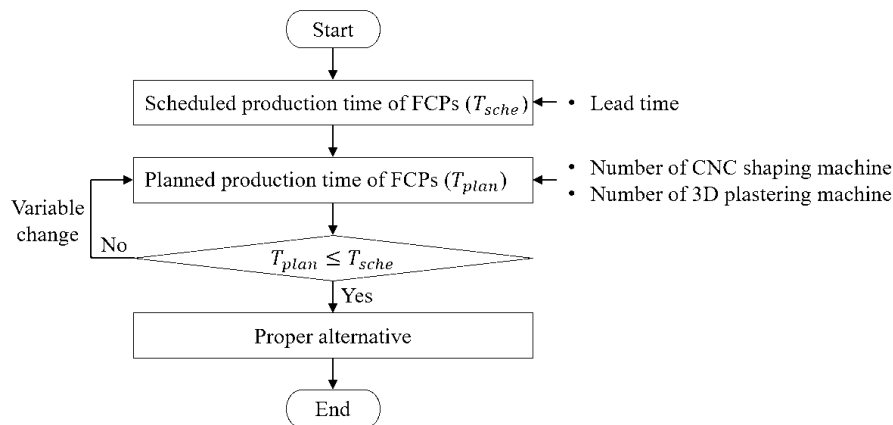 Start
Scheduled production time of FCPs (T_sche)
• Lead time
Planned production time of FCPs (T_plan)
• Number of CNC shaping machine
• Number of 3D plastering machine
Variable
change
No
T_plan ≤ T_sche
Yes
Proper alternative
End